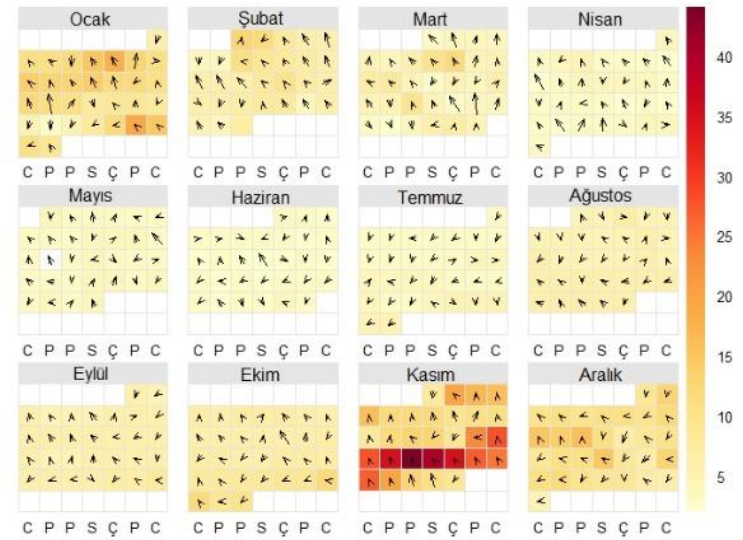 Ocak Şubat Mart Nisan
C P P S Ç P C C P P S Ç P C C P P S Ç P C C P P S Ç P C
Mayıs Haziran Temmuz Ağustos
C P P S Ç P C C P P S Ç P C C P P S Ç P C C P P S Ç P C
Eylül Ekim Kasım Aralık
C P P S Ç P C C P P S Ç P C C P P S Ç P C C P P S Ç P C
40
35
30
25
20
15
10
5